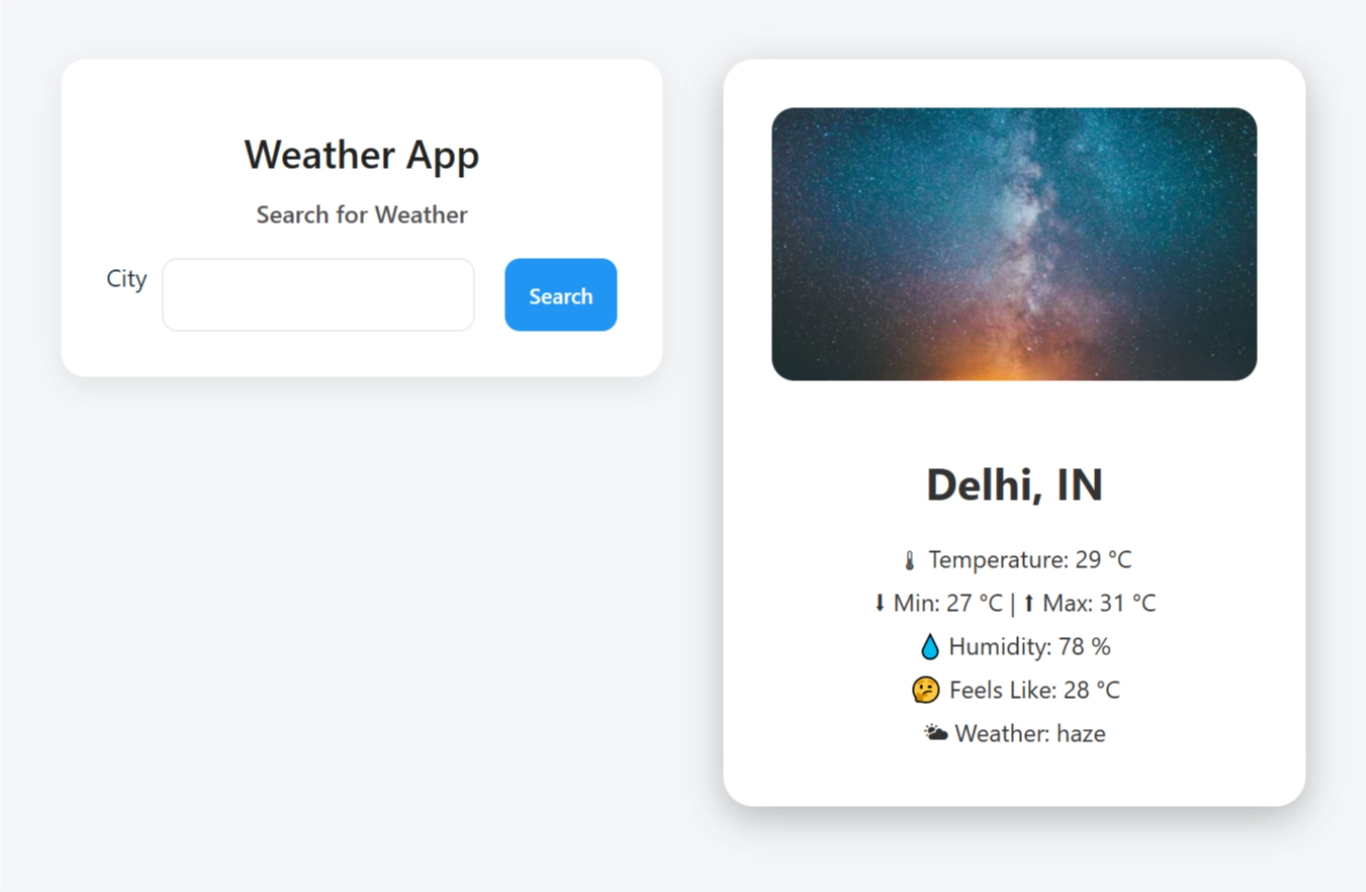 Weather App
Search for Weather
City
Search
Delhi, IN
🌡 Temperature: 29 °C
⬇ Min: 27 °C | ⬆ Max: 31 °C
💧 Humidity: 78 %
🤔 Feels Like: 28 °C
🌥 Weather: haze